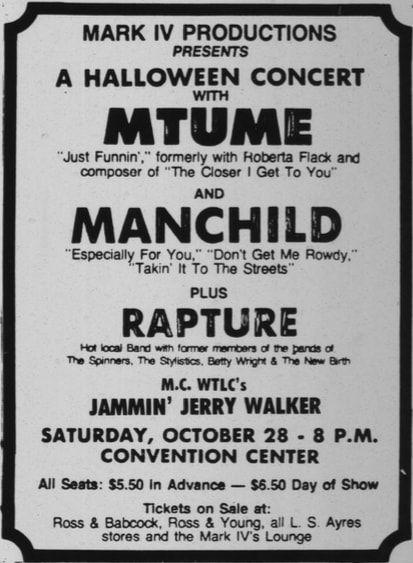 MARK IV PRODUCTIONS
PRESENTS
A HALLOWEEN CONCERT
WITH
MTUME
"Just Funnin'," formerly with Roberta Flack and
composer of "The Closer I Get To You"
AND
MANCHILD
"Especially For You," "Don't Get Me Rowdy,"
"Takin' It To The Streets"
PLUS
RAPTURE
Hot local Band with former members of the bands of
The Spinners, The Stylistics, Betty Wright & The New Birth
M.C. WTLC's
JAMMIN' JERRY WALKER
SATURDAY, OCTOBER 28 - 8 P.M.
CONVENTION CENTER
All Seats: $5.50 in Advance — $6.50 Day of Show
Tickets on Sale at:
Ross & Babcock, Ross & Young, all L. S. Ayres
stores and the Mark IV's Lounge